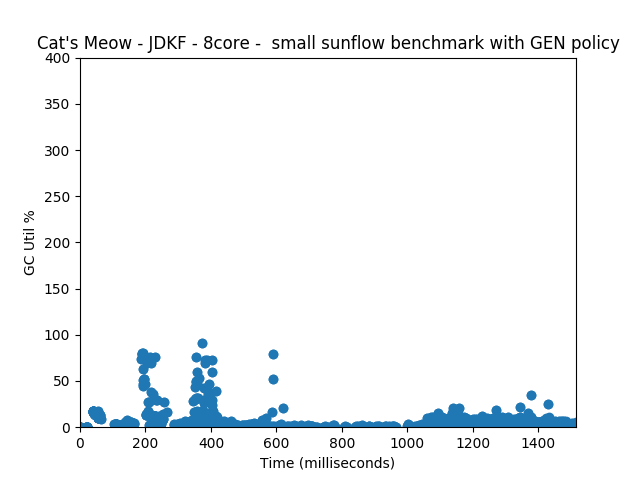 Cat's Meow - JDKF - 8core -  small sunflow benchmark with GEN policy
400
350
300
250
200
150
100
50
0
GC Util %
0 200 400 600 800 1000 1200 1400
Time (milliseconds)